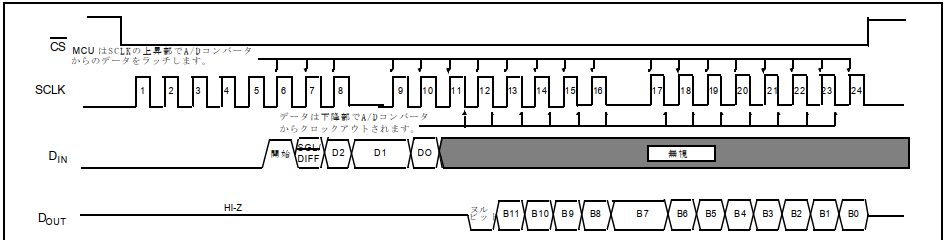 CS
MCU はSCLKの上昇部でA/Dコンバータ
からのデータをラッチします。
SCLK
1 2 3 4 5 6 7 8 9 10 11 12 13 14 15 16 17 18 19 20 21 22 23 24
データは下降部でA/Dコンバータ
からクロックアウトされます。
DIN
開始 SGL/DIFF D2 D1 DO 無視
DOUT
HI-Z
ヌル
ビット
B11 B10 B9 B8 B7 B6 B5 B4 B3 B2 B1 B0